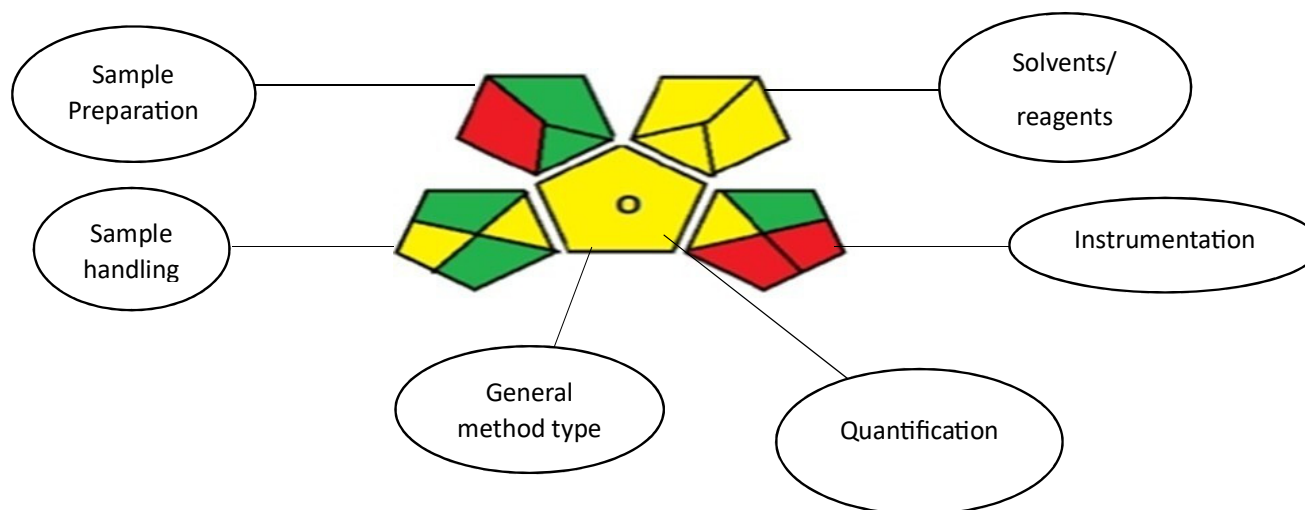 Sample
Preparation
Solvents/
reagents
Sample
handling
O
Instrumentation
General
method type
Quantification